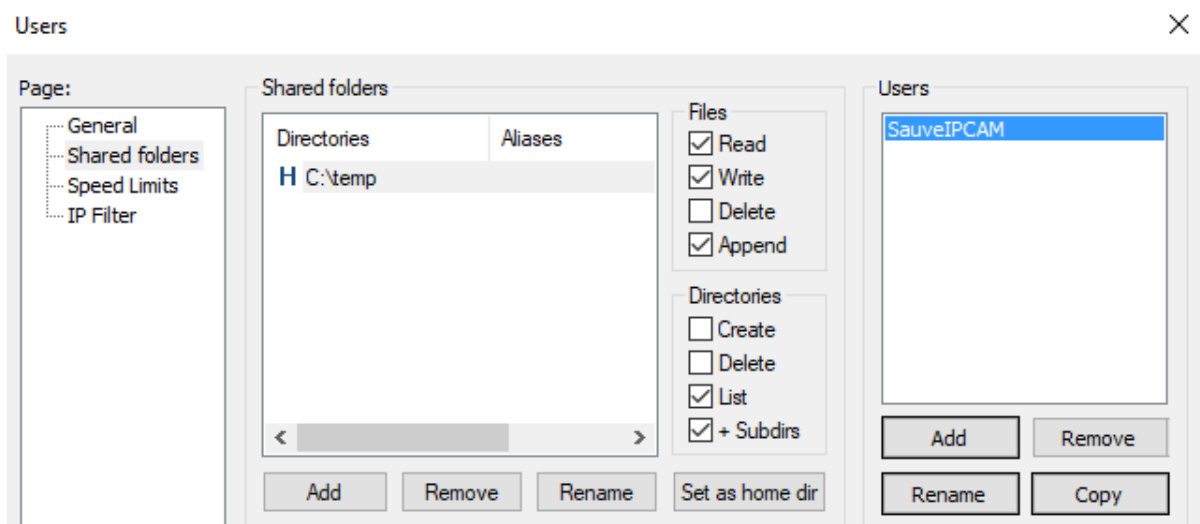 Users
Page:
General
Shared folders
Speed Limits
IP Filter
Shared folders
Directories Aliases
H C:\temp
Add Remove Rename Set as home dir
Files
Read
Write
Delete
Append
Directories
Create
Delete
List
+ Subdirs
Users
SauveIPCAM
Add Remove
Rename Copy